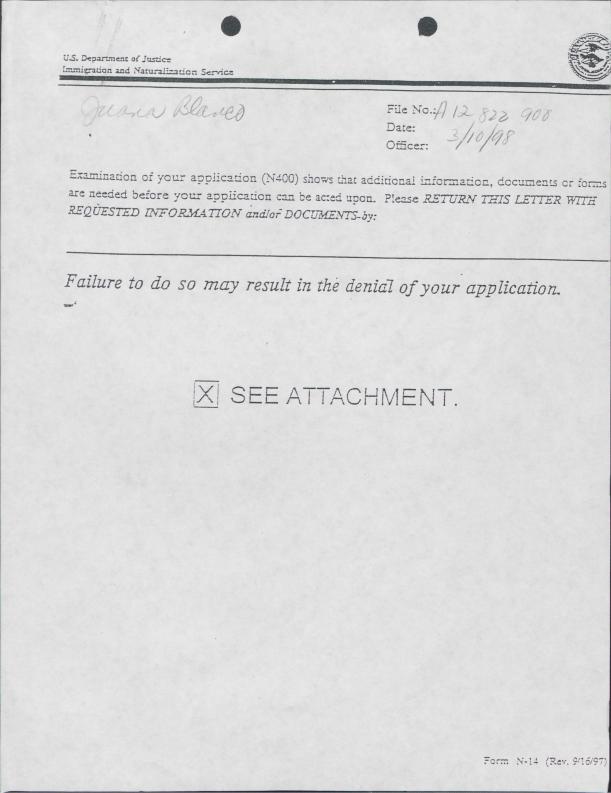 U.S. Department of Justice
Immigration and Naturalization Service
Juana Blanco
File No.: A 12 822 908
Date: 3/10/98
Officer:
Examination of your application (N400) shows that additional information, documents or forms
are needed before your application can be acted upon. Please RETURN THIS LETTER WITH
REQUESTED INFORMATION and/or DOCUMENTS by:
Failure to do so may result in the denial of your application.
X SEE ATTACHMENT.
Form N-14 (Rev. 9/16/97)